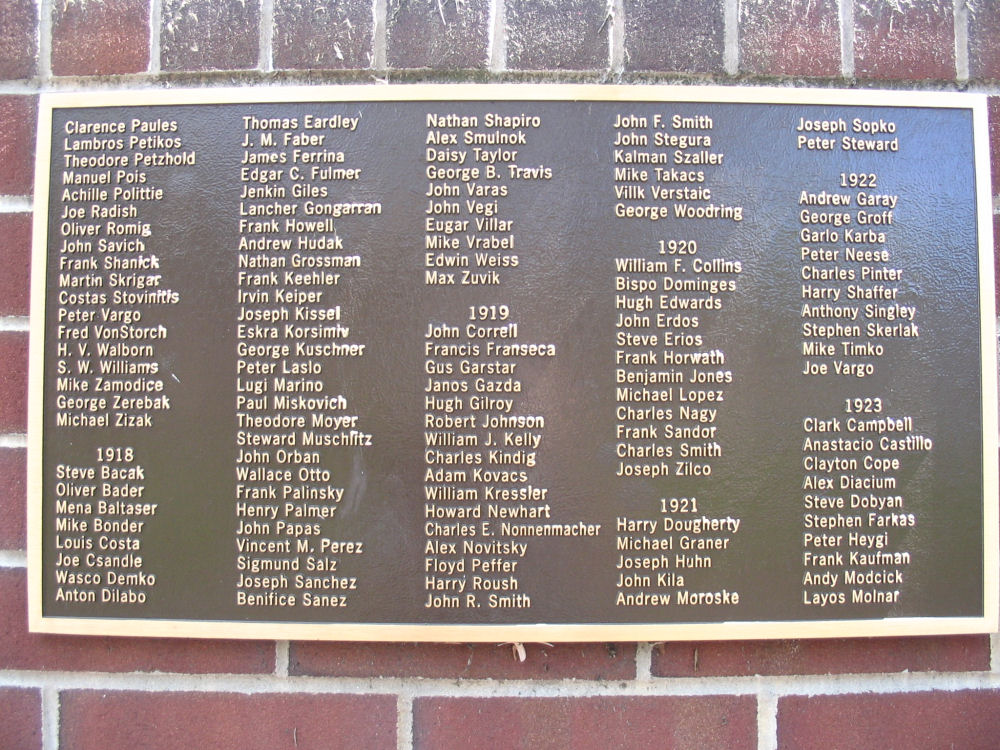 Clarence Paules
Lambros Petikos
Theodore Petzhold
Manuel Pois
Achille Polittie
Joe Radish
Oliver Romig
John Savich
Frank Shanick
Martin Skrigar
Costas Stovinitis
Peter Vargo
Fred VonStorch
H. V. Walborn
S. W. Williams
Mike Zamodice
George Zerebak
Michael Zizak
1918
Steve Bacak
Oliver Bader
Mena Baltaser
Mike Bonder
Louis Costa
Joe Csandle
Wasco Demko
Anton Dilabo
Thomas Eardley
J. M. Faber
James Ferrina
Edgar C. Fulmer
Jenkin Giles
Lancher Gongarran
Frank Howell
Andrew Hudak
Nathan Grossman
Frank Keehler
Irvin Keiper
Joseph Kissel
Eskra Korsimiv
George Kuschner
Peter Laslo
Lugi Marino
Paul Miskovich
Theodore Moyer
Steward Muschlitz
John Orban
Wallace Otto
Frank Palinsky
Henry Palmer
John Papas
Vincent M. Perez
Sigmund Salz
Joseph Sanchez
Benifice Sanez
Nathan Shapiro
Alex Smulnok
Daisy Taylor
George B. Travis
John Varas
John Vegi
Eugar Villar
Mike Vrabel
Edwin Weiss
Max Zuvik
1919
John Correll
Francis Franseca
Gus Garstar
Janos Gazda
Hugh Gilroy
Robert Johnson
William J. Kelly
Charles Kindig
Adam Kovacs
William Kressler
Howard Newhart
Charles E. Nonnenmacher
Alex Novitsky
Floyd Peffer
Harry Roush
John R. Smith
John F. Smith
John Stegura
Kalman Szaller
Mike Takacs
Villk Verstaic
George Woodring
1920
William F. Collins
Bispo Dominges
Hugh Edwards
John Erdos
Steve Erios
Frank Horwath
Benjamin Jones
Michael Lopez
Charles Nagy
Frank Sandor
Charles Smith
Joseph Zilco
1921
Harry Dougherty
Michael Graner
Joseph Huhn
John Kila
Andrew Moroske
Joseph Sopko
Peter Steward
1922
Andrew Garay
George Groff
Garlo Karba
Peter Neese
Charles Pinter
Harry Shaffer
Anthony Singley
Stephen Skerlak
Mike Timko
Joe Vargo
1923
Clark Campbell
Anastacio Castillo
Clayton Cope
Alex Diacium
Steve Dobyan
Stephen Farkas
Peter Heygi
Frank Kaufman
Andy Modcick
Layos Molnar